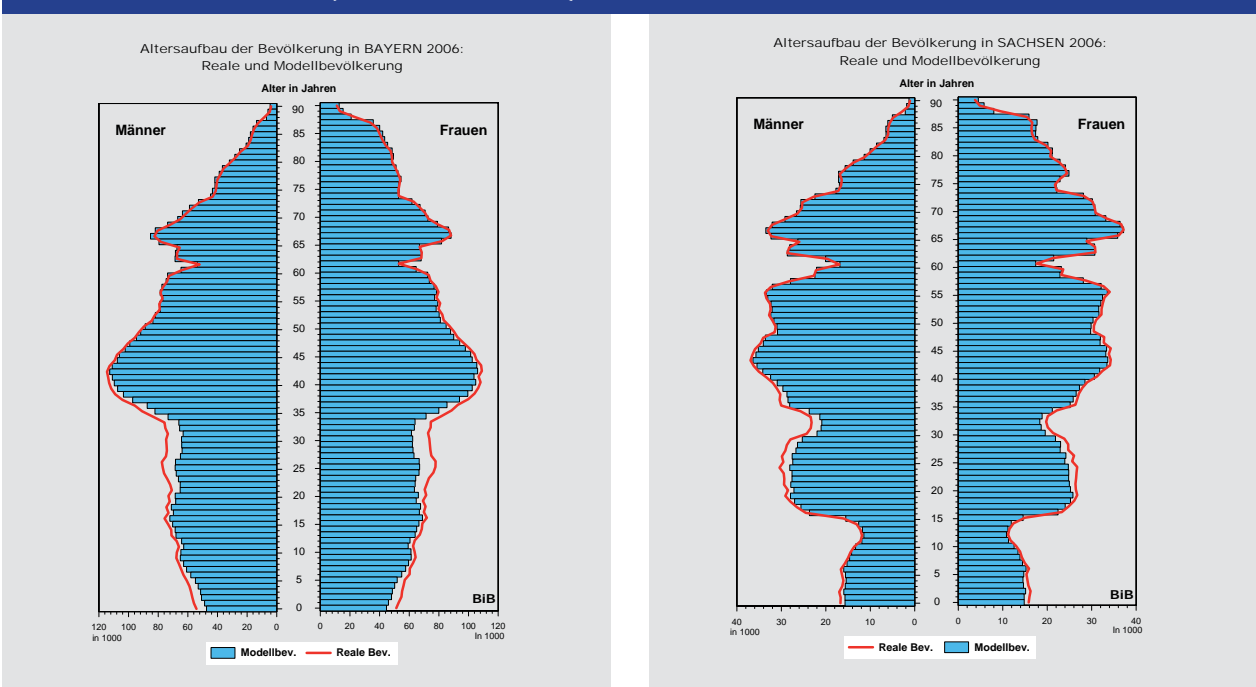 Altersaufbau der Bevölkerung in BAYERN 2006:
Reale und Modellbevölkerung
Alter in Jahren
Männer
Frauen
90
85
80
75
70
65
60
55
50
45
40
35
30
25
20
15
10
5
0
BiB
120 100 80 60 40 20 0
in 1000
0 20 40 60 80 100 120
In 1000
Modellbev. Reale Bev.
Altersaufbau der Bevölkerung in SACHSEN 2006:
Reale und Modellbevölkerung
Alter in Jahren
Männer
Frauen
90
85
80
75
70
65
60
55
50
45
40
35
30
25
20
15
10
5
0
BiB
40 30 20 10 0
in 1000
0 10 20 30 40
In 1000
Reale Bev. Modellbev.